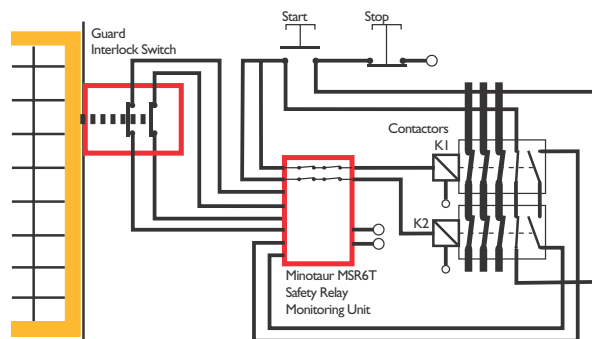 Guard
Interlock Switch
Start
Stop
Contactors
K1
K2
Minotaur MSR6T
Safety Relay
Monitoring Unit